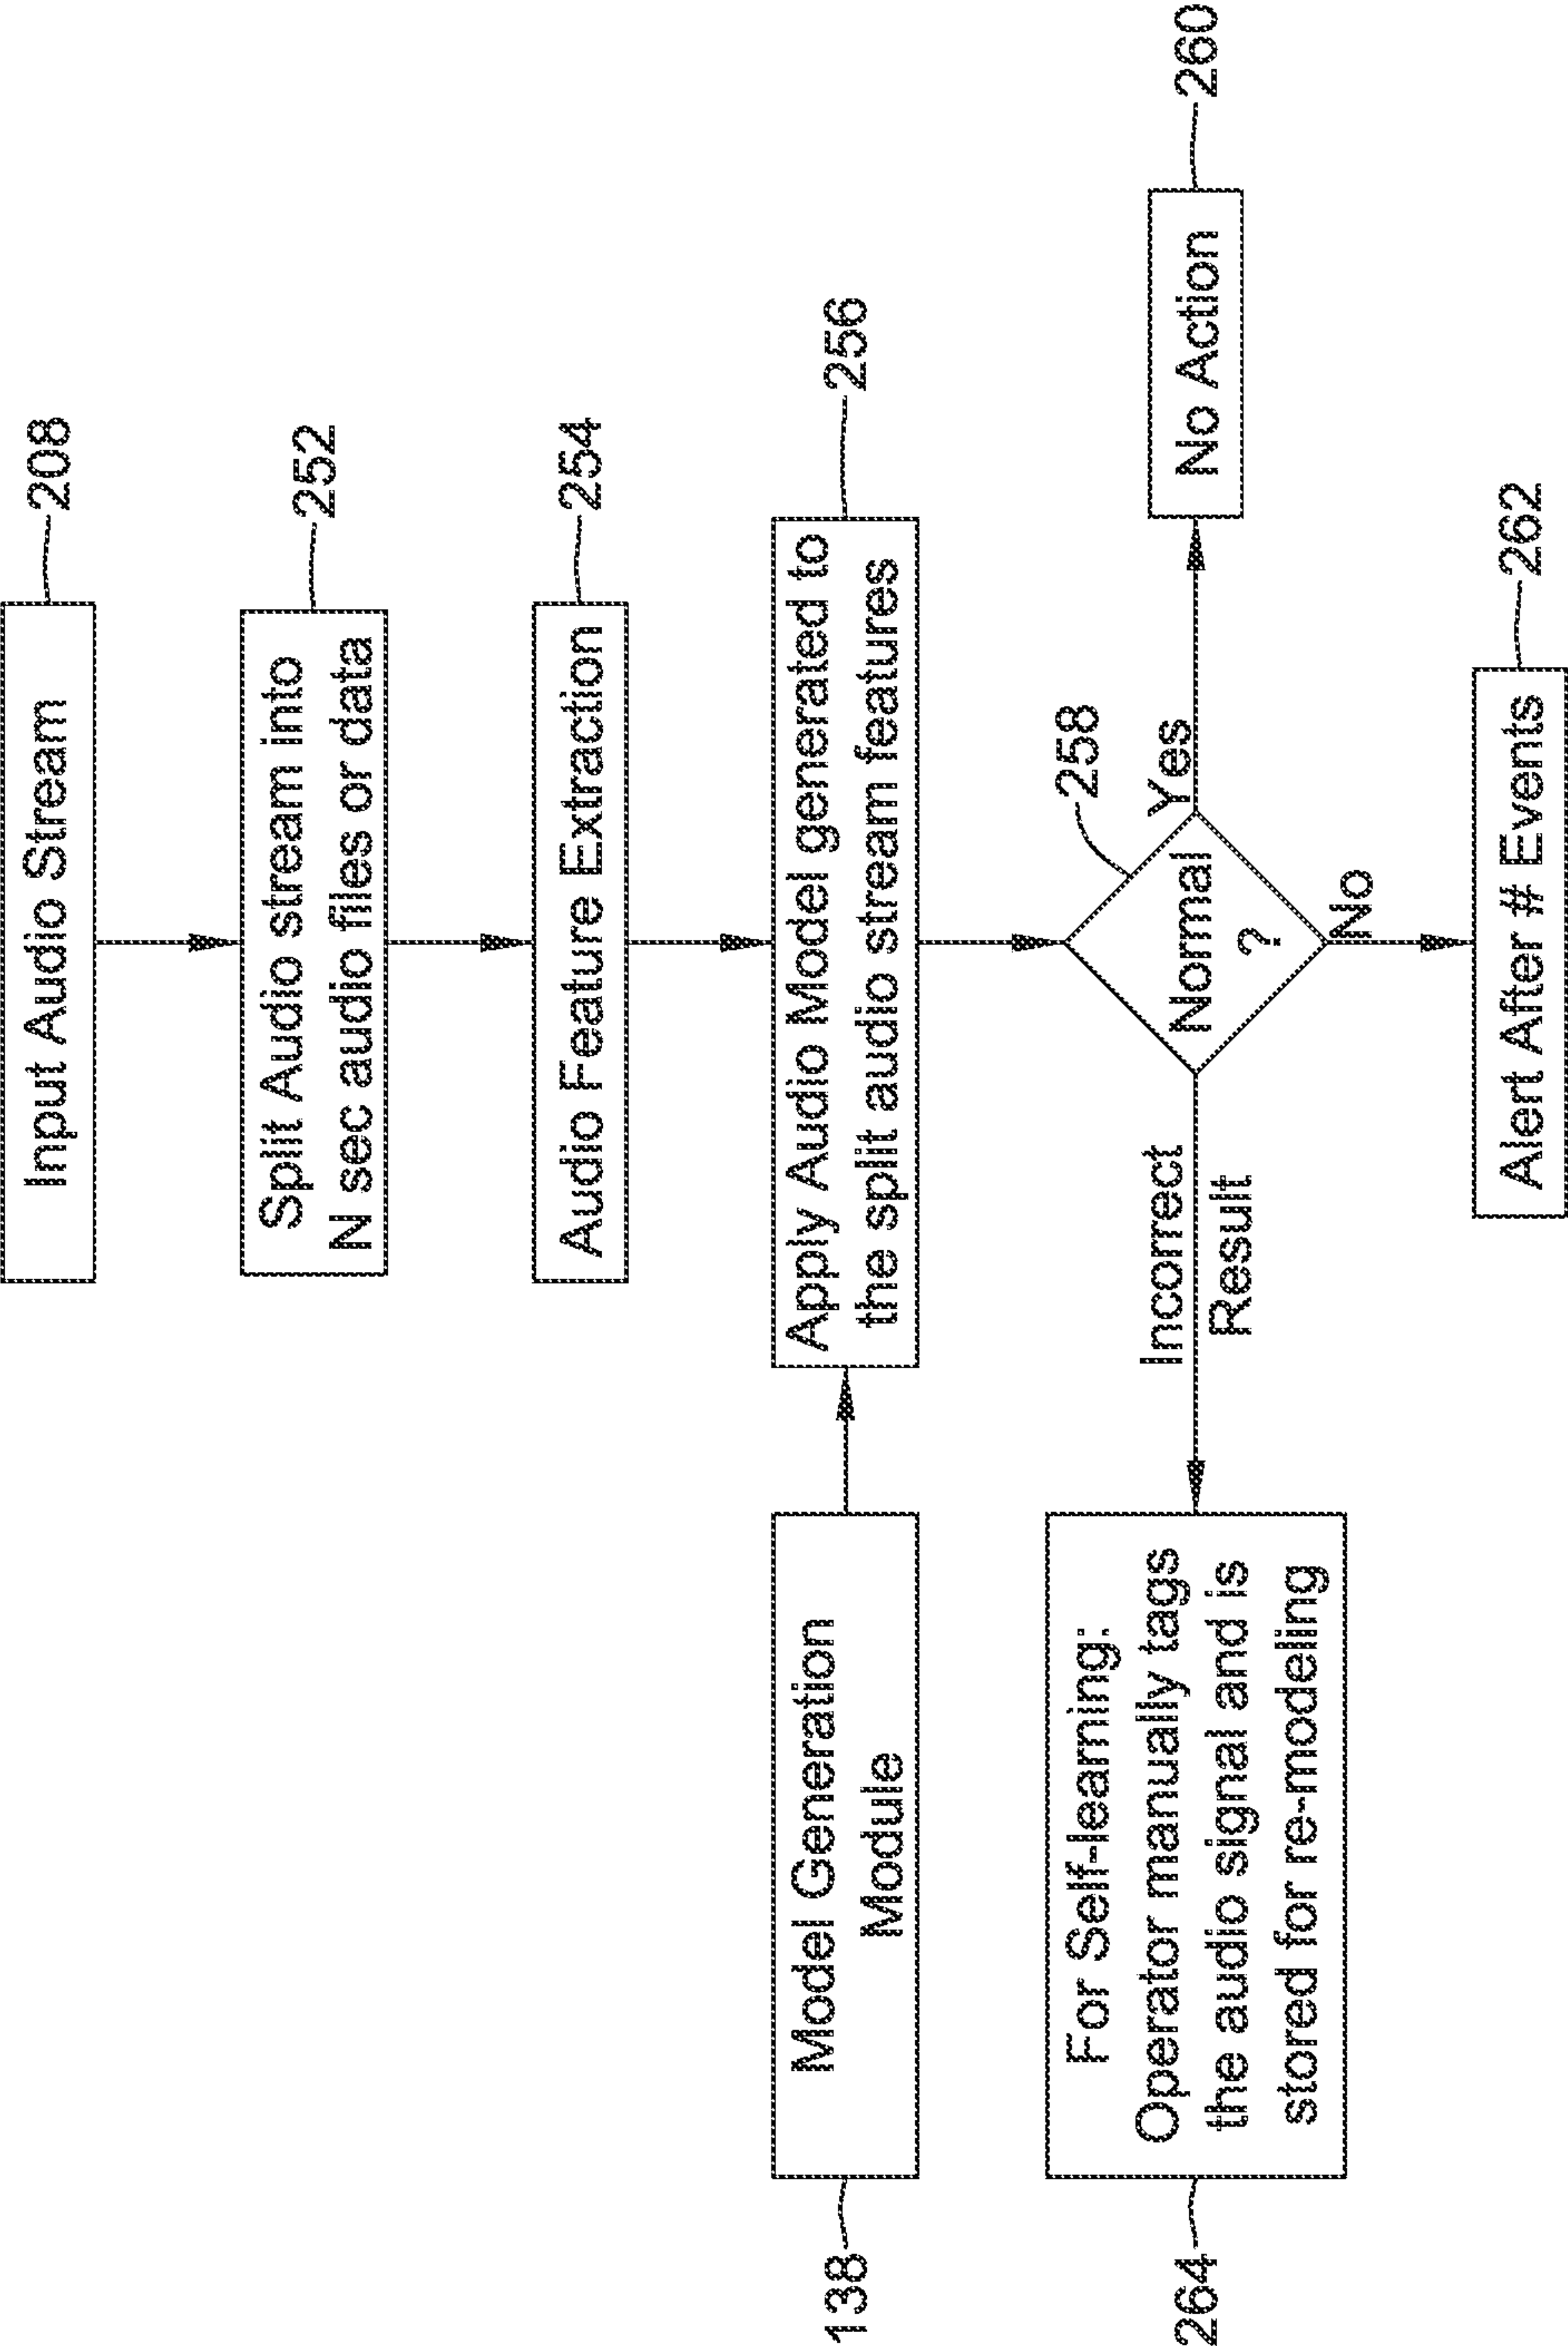 Input Audio Stream
208
Split Audio stream into
N sec audio files or data
252
Audio Feature Extraction
254
138
Model Generation
Module
Apply Audio Model generated to
the split audio stream features
256
Normal
?
258
Yes
No Action
260
Incorrect
Result
264
For Self-learning:
Operator manually tags
the audio signal and is
stored for re-modeling
No
Alert After # Events
262